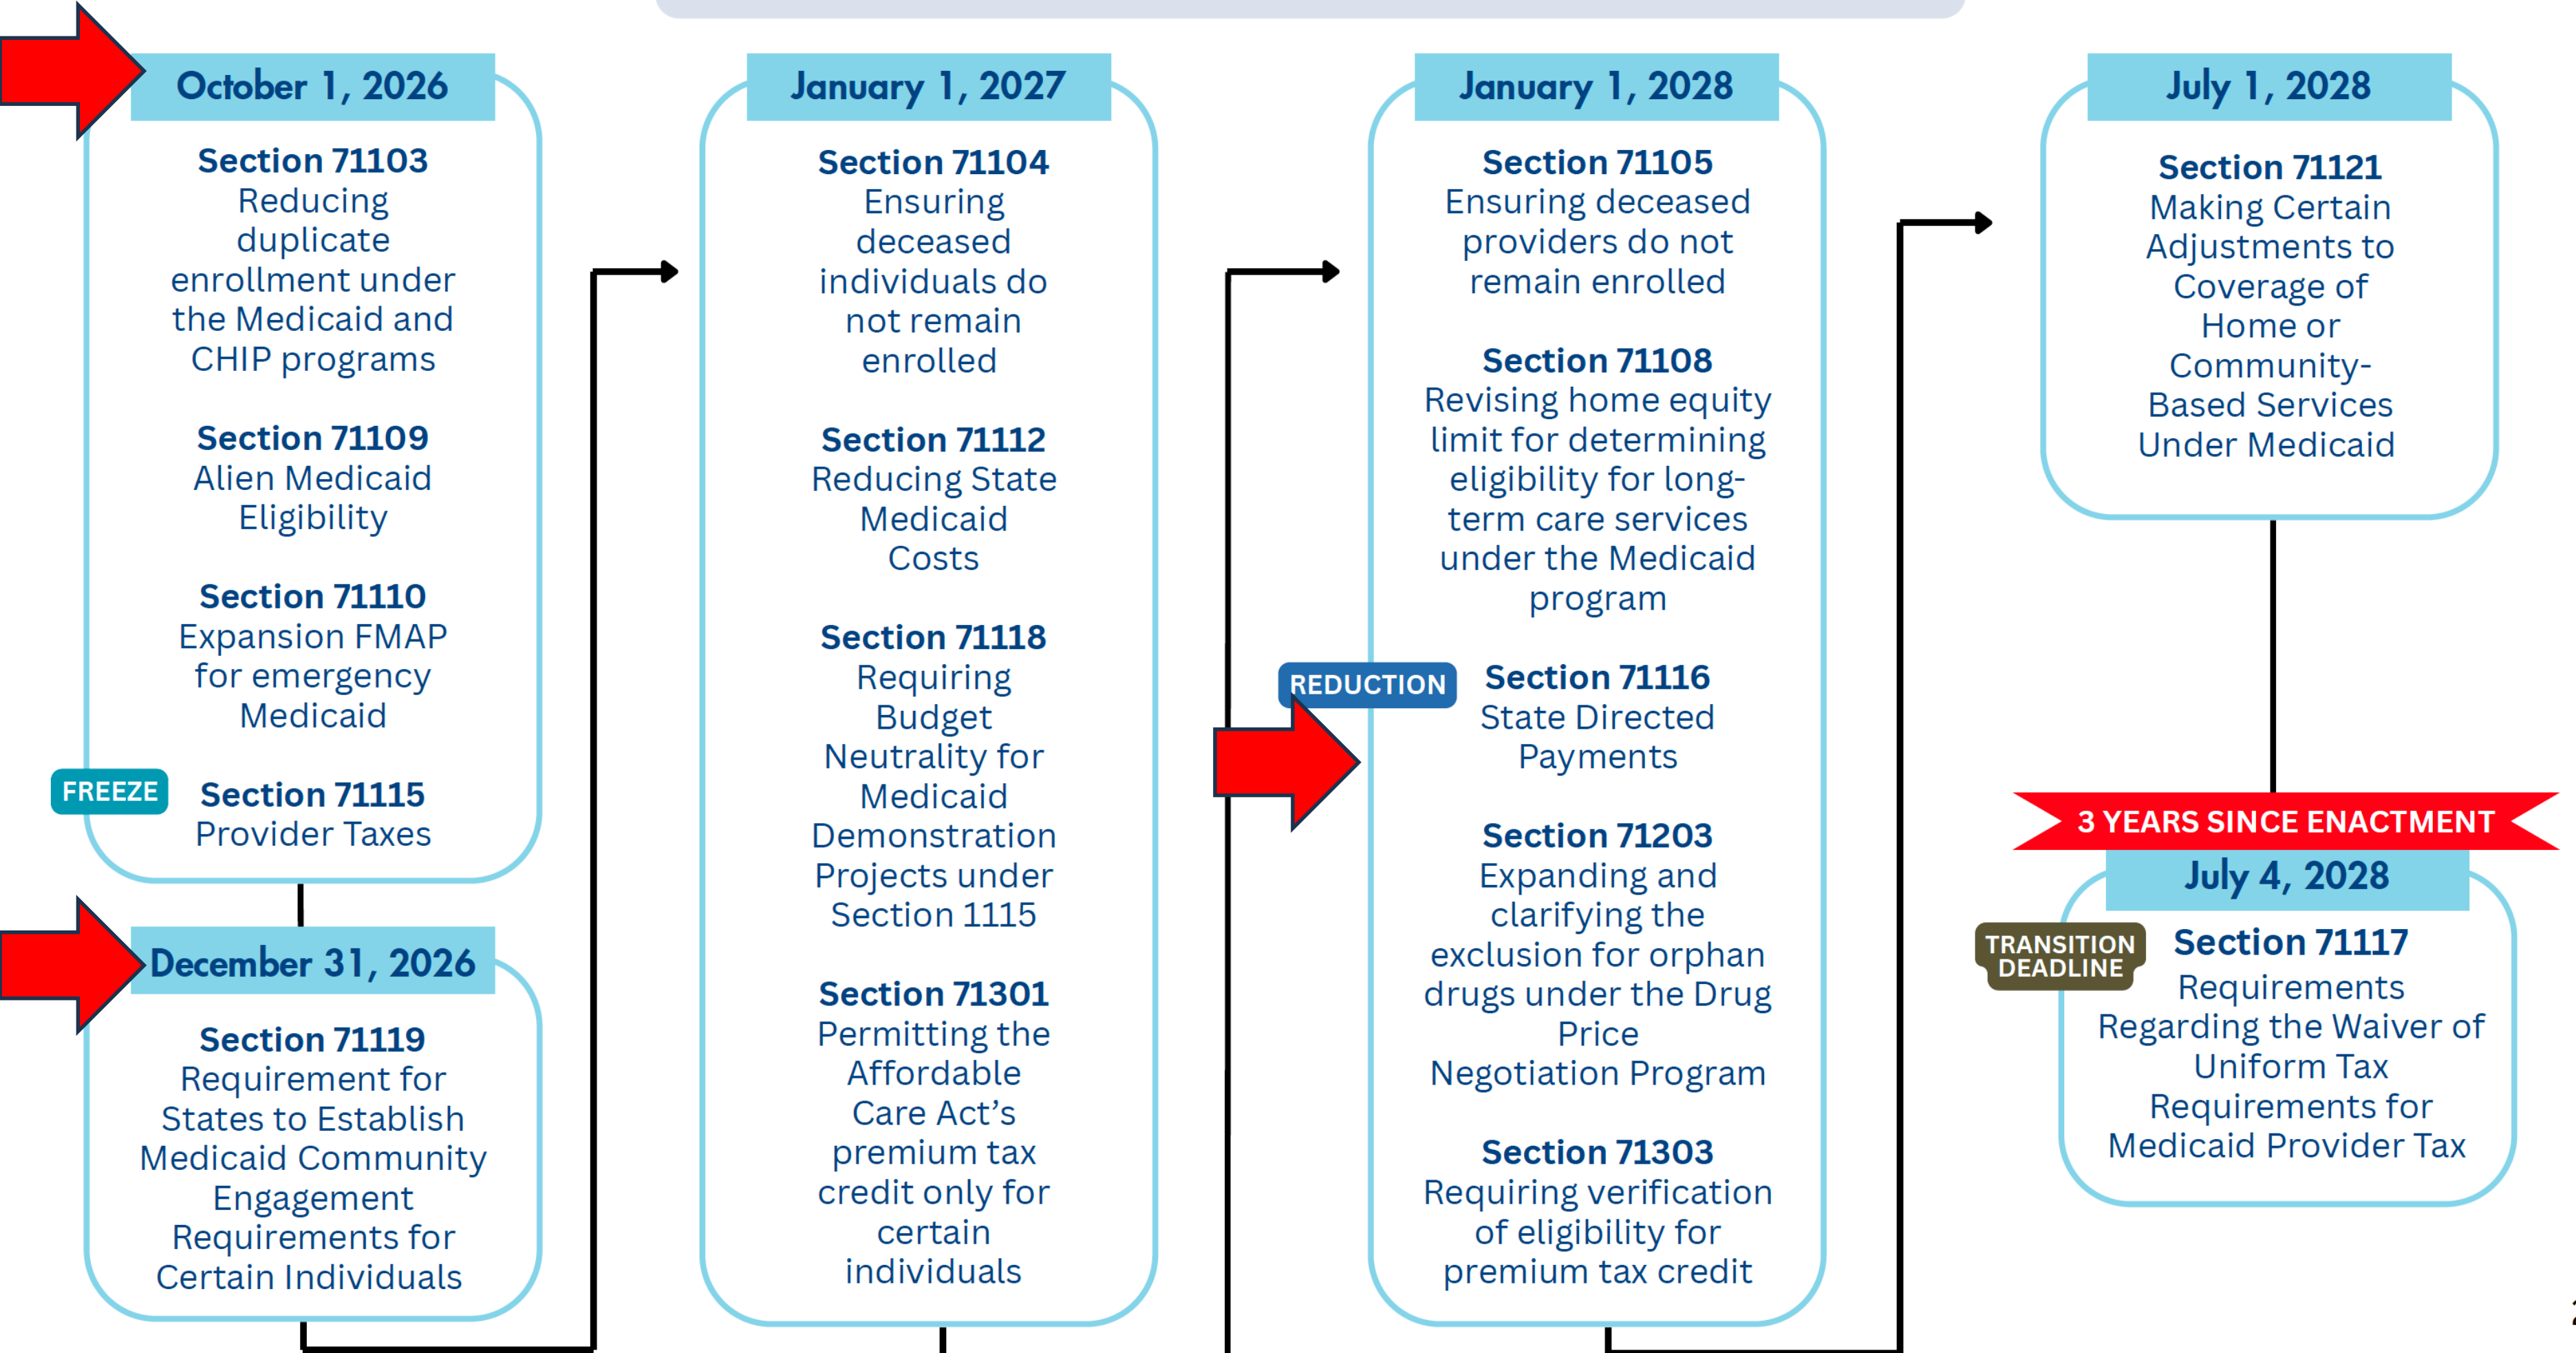 October 1, 2026
Section 71103
Reducing
duplicate
enrollment under
the Medicaid and
CHIP programs
Section 71109
Alien Medicaid
Eligibility
Section 71110
Expansion FMAP
for emergency
Medicaid
FREEZE
Section 71115
Provider Taxes
December 31, 2026
Section 71119
Requirement for
States to Establish
Medicaid Community
Engagement
Requirements for
Certain Individuals
January 1, 2027
Section 71104
Ensuring
deceased
individuals do
not remain
enrolled
Section 71112
Reducing State
Medicaid
Costs
Section 71118
Requiring
Budget
Neutrality for
Medicaid
Demonstration
Projects under
Section 1115
Section 71301
Permitting the
Affordable
Care Act’s
premium tax
credit only for
certain
individuals
January 1, 2028
Section 71105
Ensuring deceased
providers do not
remain enrolled
Section 71108
Revising home equity
limit for determining
eligibility for long-
term care services
under the Medicaid
program
REDUCTION
Section 71116
State Directed
Payments
Section 71203
Expanding and
clarifying the
exclusion for orphan
drugs under the Drug
Price
Negotiation Program
Section 71303
Requiring verification
of eligibility for
premium tax credit
July 1, 2028
Section 71121
Making Certain
Adjustments to
Coverage of
Home or
Community-
Based Services
Under Medicaid
3 YEARS SINCE ENACTMENT
July 4, 2028
TRANSITION
DEADLINE
Section 71117
Requirements
Regarding the Waiver of
Uniform Tax
Requirements for
Medicaid Provider Tax